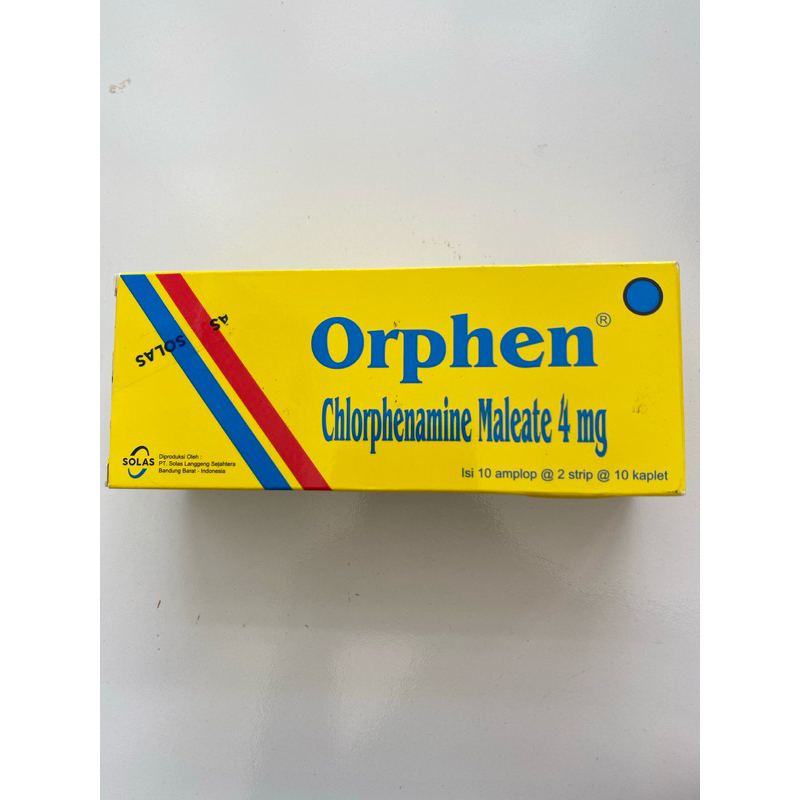 Orphen®
Chlorphenamine Maleate 4 mg
Isi 10 amplop @ 2 strip @ 10 kaplet
SOLAS
Diproduksi Oleh :
PT. Solas Langgeng Sejahtera
Bandung Barat - Indonesia
SOLAS
AS